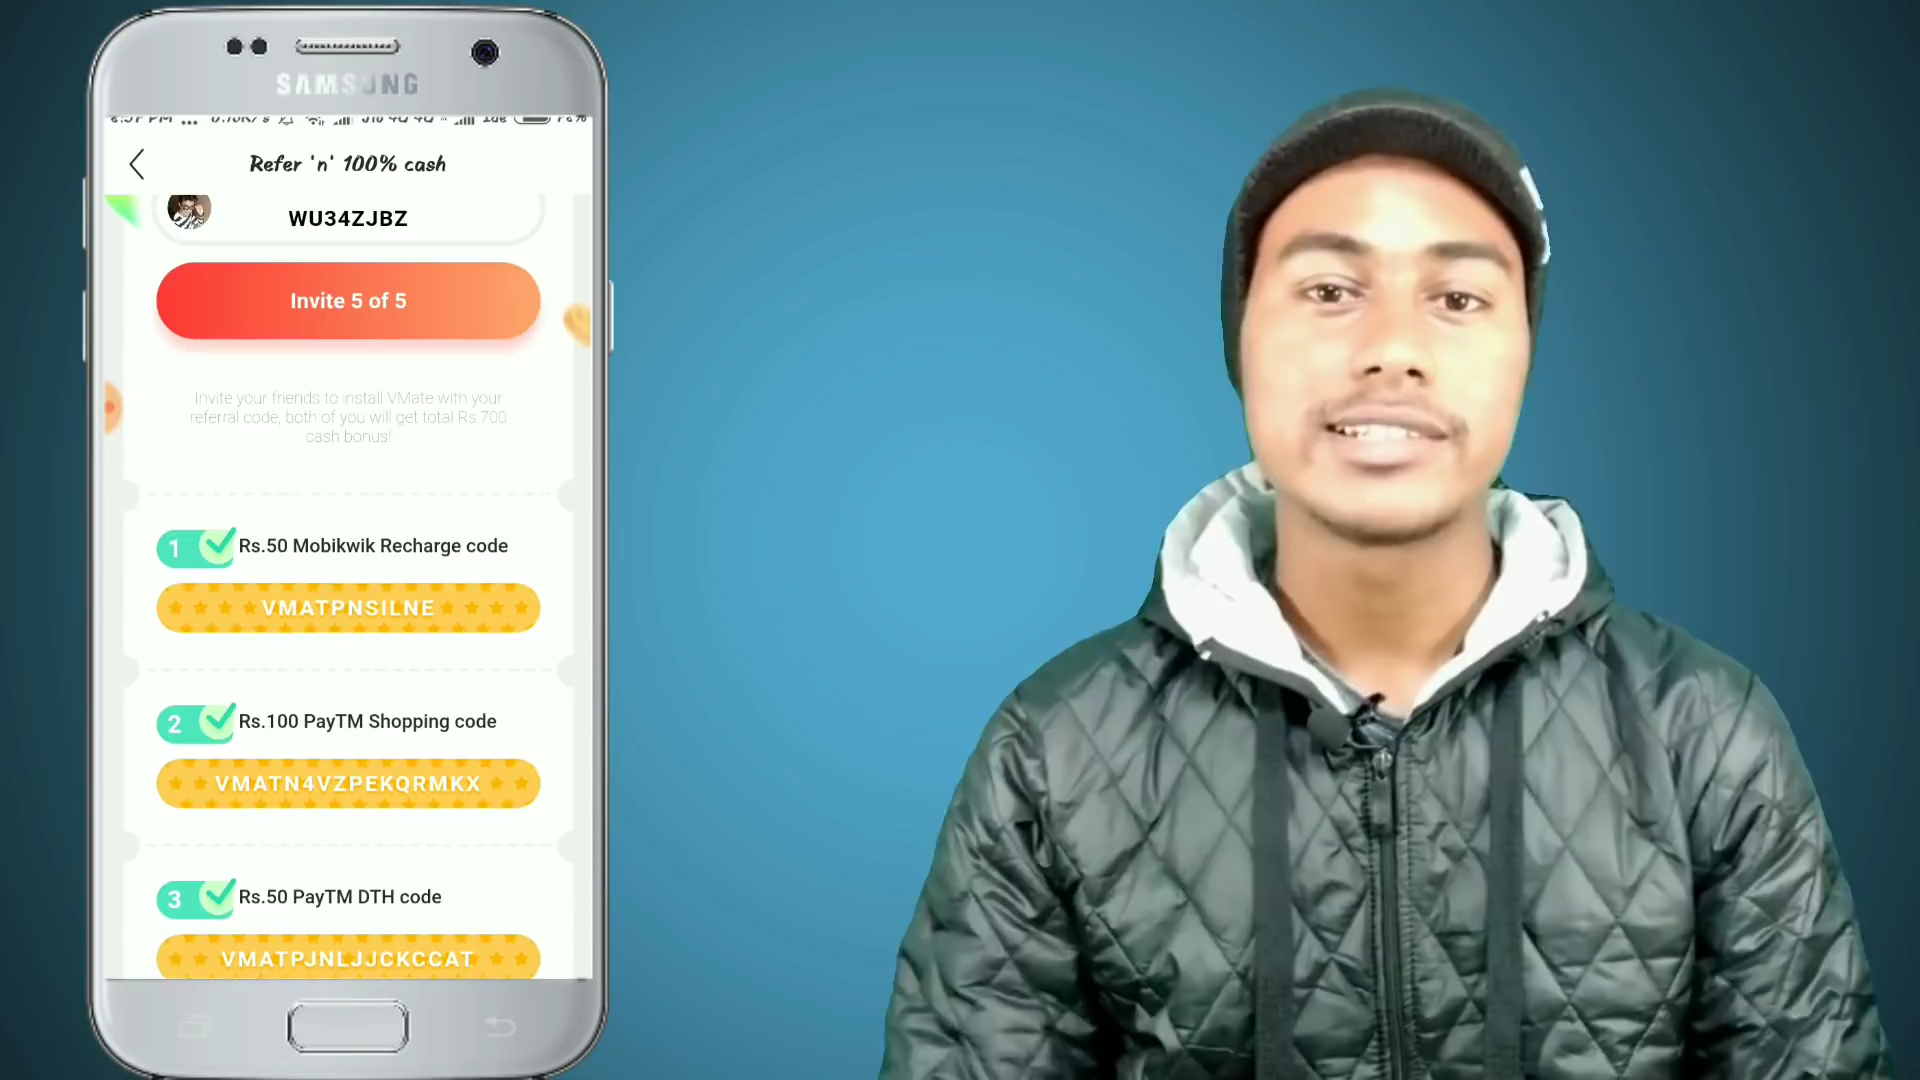 SAMSUNG
Refer 'n' 100% cash
WU34ZJBZ
Invite 5 of 5
Invite your friends to install VMate with your
referral code, both of you will get total Rs.700
cash bonus!
1 Rs.50 Mobikwik Recharge code
VMATPNSILNE
2 Rs.100 PayTM Shopping code
VMATN4VZPEKQRMKX
3 Rs.50 PayTM DTH code
VMATPJNLJJCKCCAT